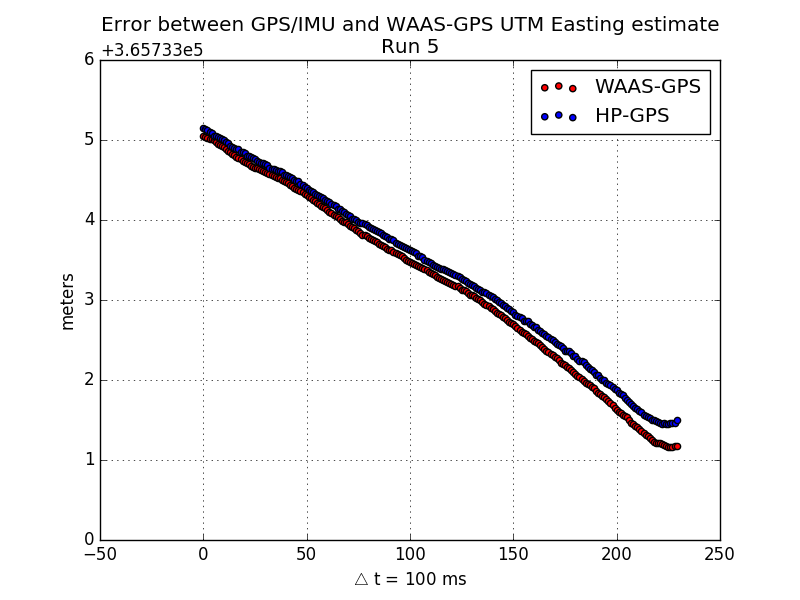 Error between GPS/IMU and WAAS-GPS UTM Easting estimate
Run 5
+3.65733e5
WAAS-GPS
HP-GPS
6
5
4
3
2
1
0
meters
−50
0
50
100
150
200
250
△ t = 100 ms